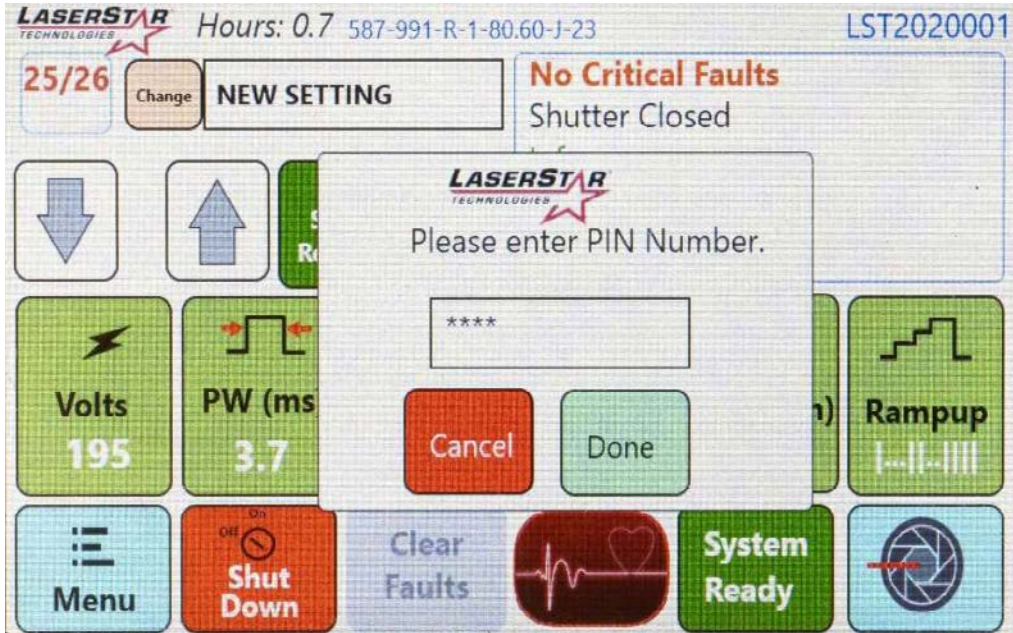 LASERSTAR
TECHNOLOGIES
Hours: 0.7
587-991-R-1-80.60-J-23
LST2020001
25/26
Change
NEW SETTING
No Critical Faults
Shutter Closed
LASERSTAR
TECHNOLOGIES
Please enter PIN Number.
****
Cancel
Done
Volts
195
PW (ms
3.7
Rampup
Menu
On
Off
Shut
Down
Clear
Faults
System
Ready